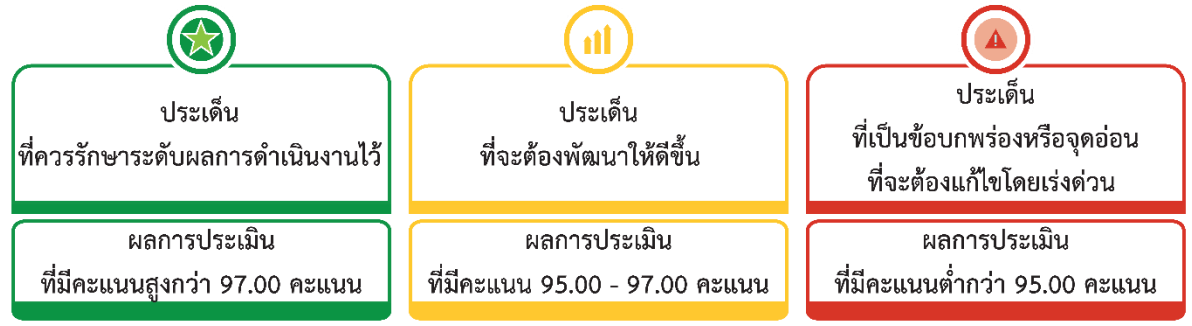 ประเด็น
ที่ควรรักษาระดับผลการดำเนินงานไว้
ผลการประเมิน
ที่มีคะแนนสูงกว่า 97.00 คะแนน
ประเด็น
ที่จะต้องพัฒนาให้ดีขึ้น
ผลการประเมิน
ที่มีคะแนน 95.00 - 97.00 คะแนน
ประเด็น
ที่เป็นข้อบกพร่องหรือจุดอ่อน
ที่จะต้องแก้ไขโดยเร่งด่วน
ผลการประเมิน
ที่มีคะแนนต่ำกว่า 95.00 คะแนน